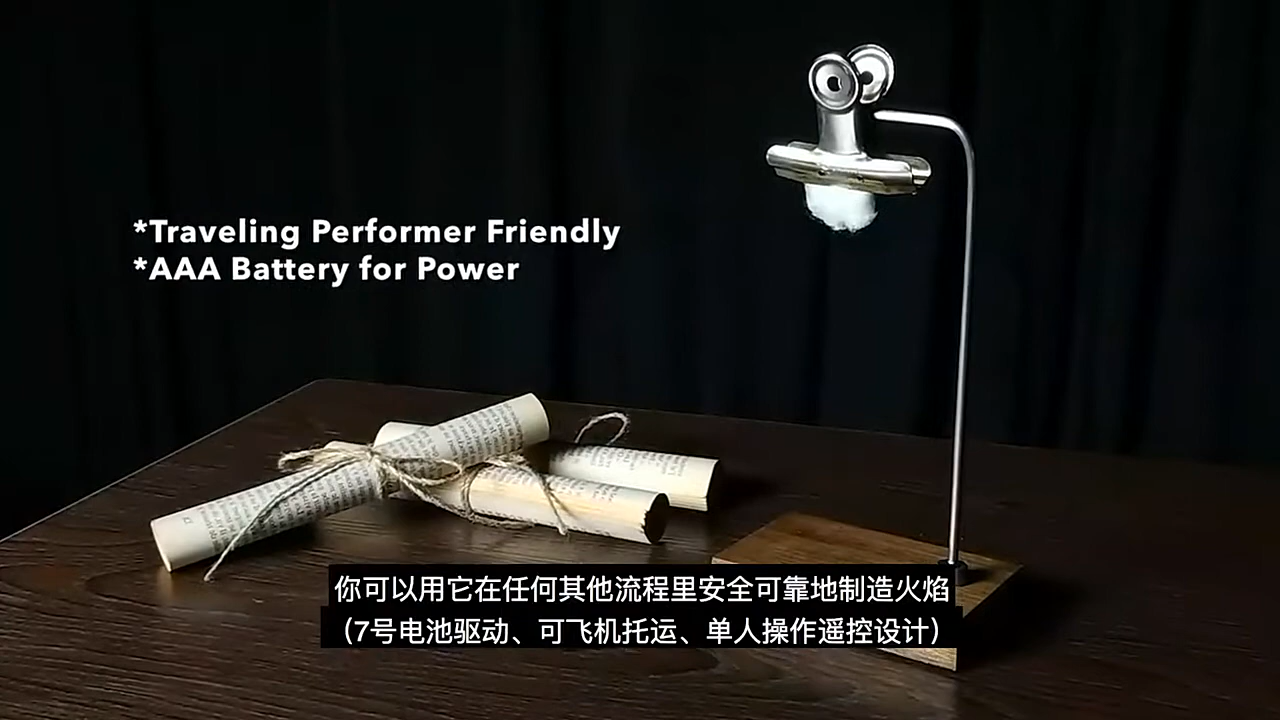 *Traveling Performer Friendly
*AAA Battery for Power
你可以用它在任何其他流程里安全可靠地制造火焰
（7号电池驱动、可飞机托运、单人操作遥控设计）